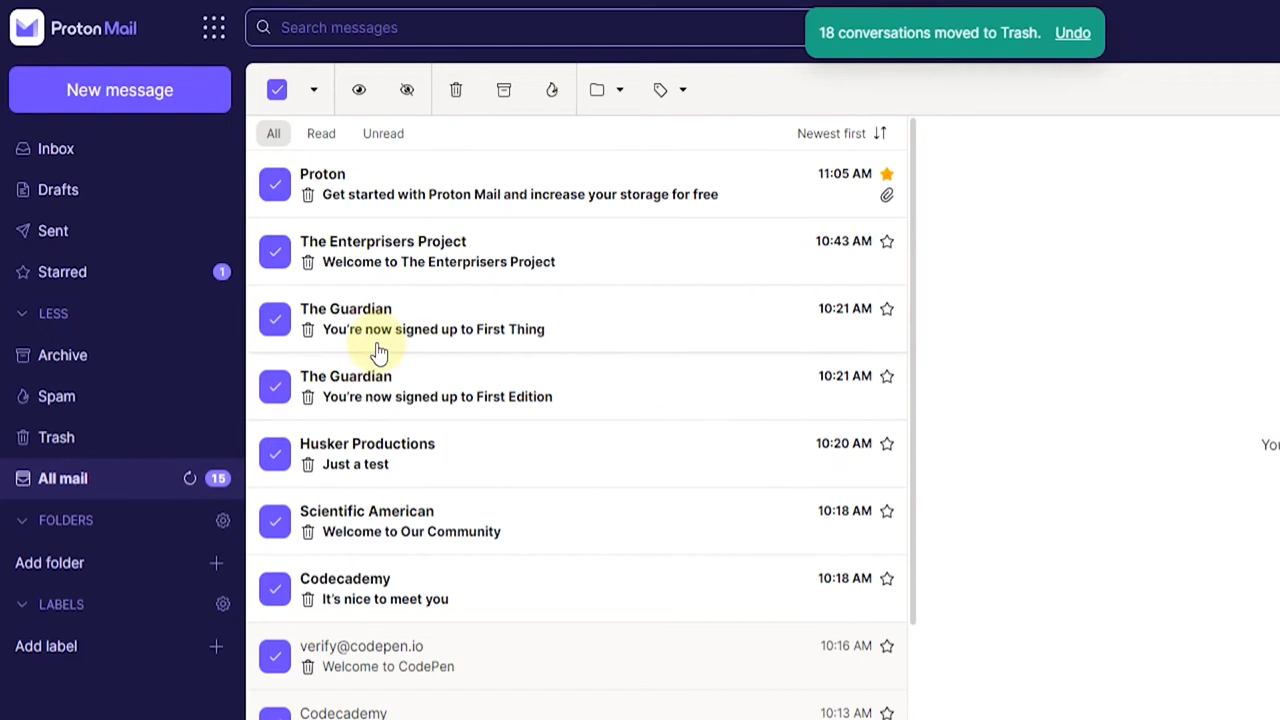 Proton Mail
Search messages
18 conversations moved to Trash. Undo
New message
Inbox
Drafts
Sent
Starred 1
LESS
Archive
Spam
Trash
All mail 15
FOLDERS
Add folder
LABELS
Add label
All Read Unread Newest first
Proton 11:05 AM
Get started with Proton Mail and increase your storage for free
The Enterprisers Project 10:43 AM
Welcome to The Enterprisers Project
The Guardian 10:21 AM
You're now signed up to First Thing
The Guardian 10:21 AM
You're now signed up to First Edition
Husker Productions 10:20 AM
Just a test
Scientific American 10:18 AM
Welcome to Our Community
Codecademy 10:18 AM
It's nice to meet you
verify@codepen.io 10:16 AM
Welcome to CodePen
Codecademy 10:13 AM